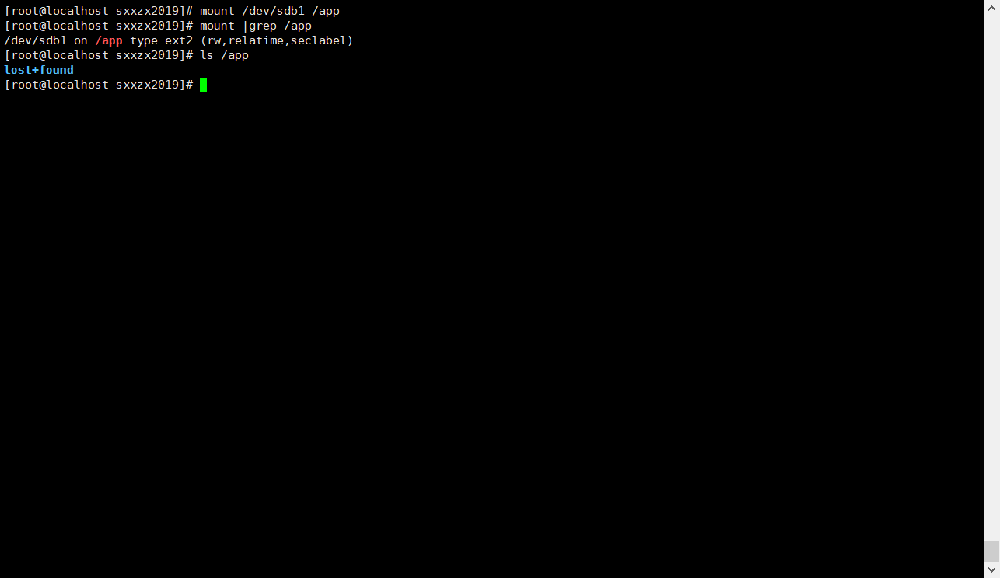 [root@localhost sxxzx2019]# mount /dev/sdb1 /app
[root@localhost sxxzx2019]# mount |grep /app
/dev/sdb1 on /app type ext2 (rw,relatime,seclabel)
[root@localhost sxxzx2019]# ls /app
lost+found
[root@localhost sxxzx2019]#